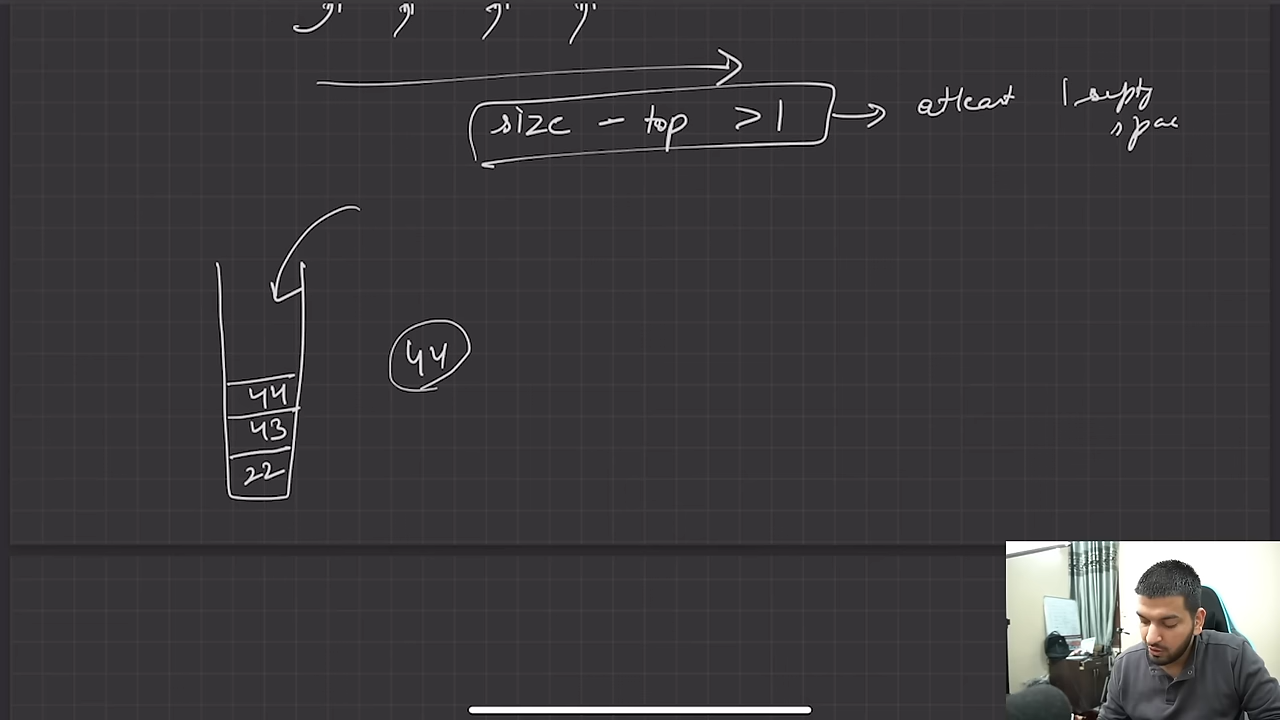 size - top > 1 → atleast 1 empty
space
44
44
43
22